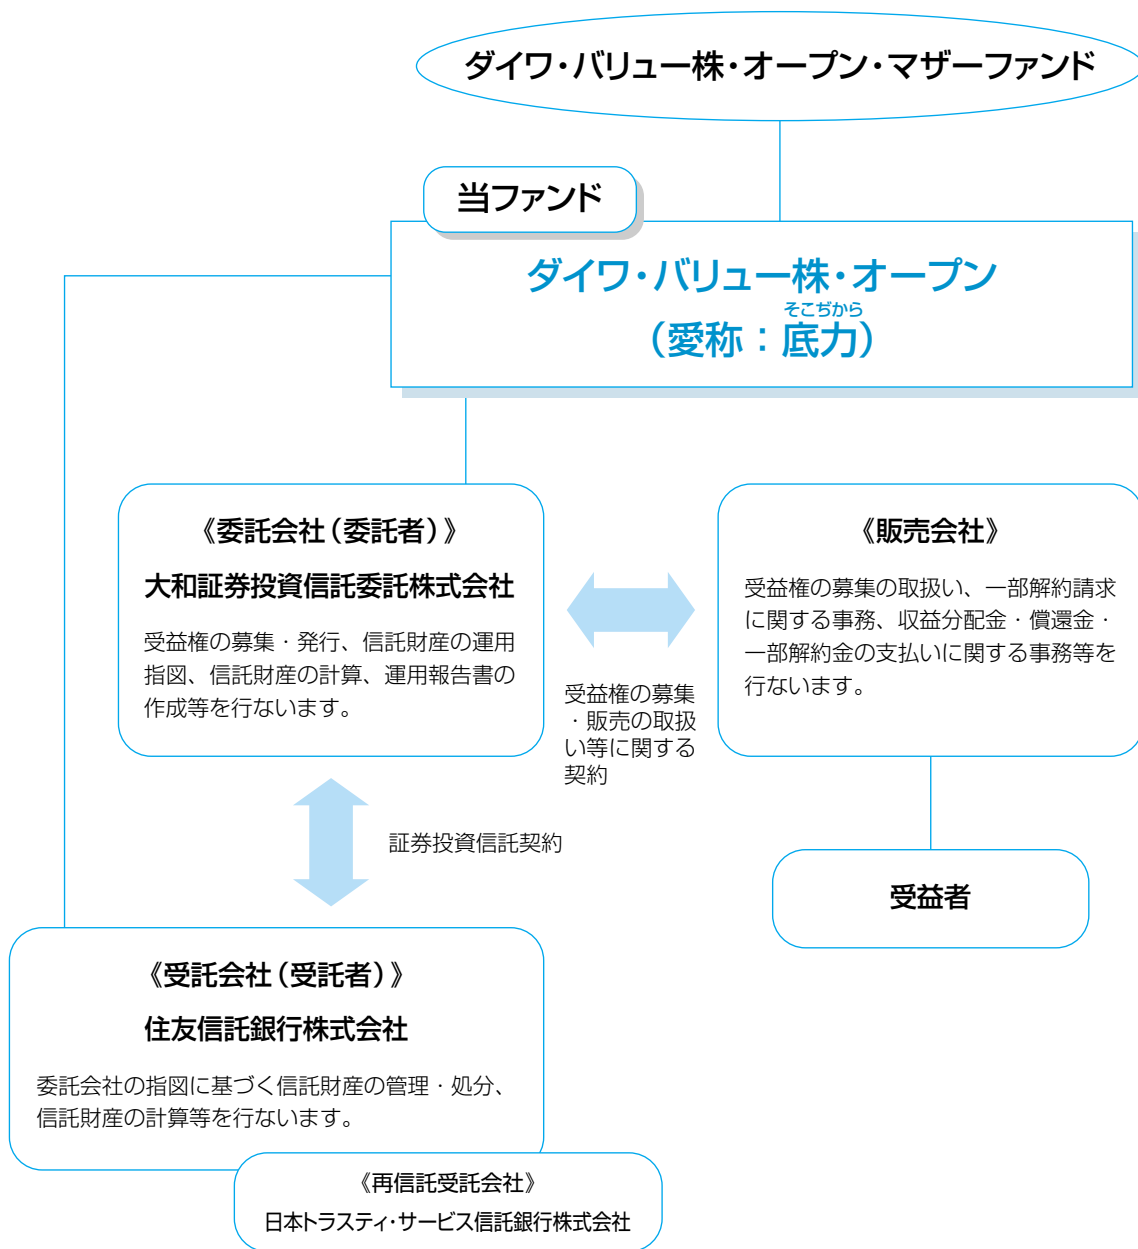 ダイワ・バリュー株・オープン・マザーファンド
当ファンド
ダイワ・バリュー株・オープン
そこぢから
(愛称：底力)
《委託会社(委託者)》
大和証券投資信託委託株式会社
受益権の募集・発行、信託財産の運用
指図、信託財産の計算、運用報告書の
作成等を行ないます。
受益権の募集
・販売の取扱
い等に関する
契約
《販売会社》
受益権の募集の取扱い、一部解約請求
に関する事務、収益分配金・償還金・
一部解約金の支払いに関する事務等を
行ないます。
証券投資信託契約
受益者
《受託会社(受託者)》
住友信託銀行株式会社
委託会社の指図に基づく信託財産の管理・処分、
信託財産の計算等を行ないます。
《再信託受託会社》
日本トラスティ・サービス信託銀行株式会社